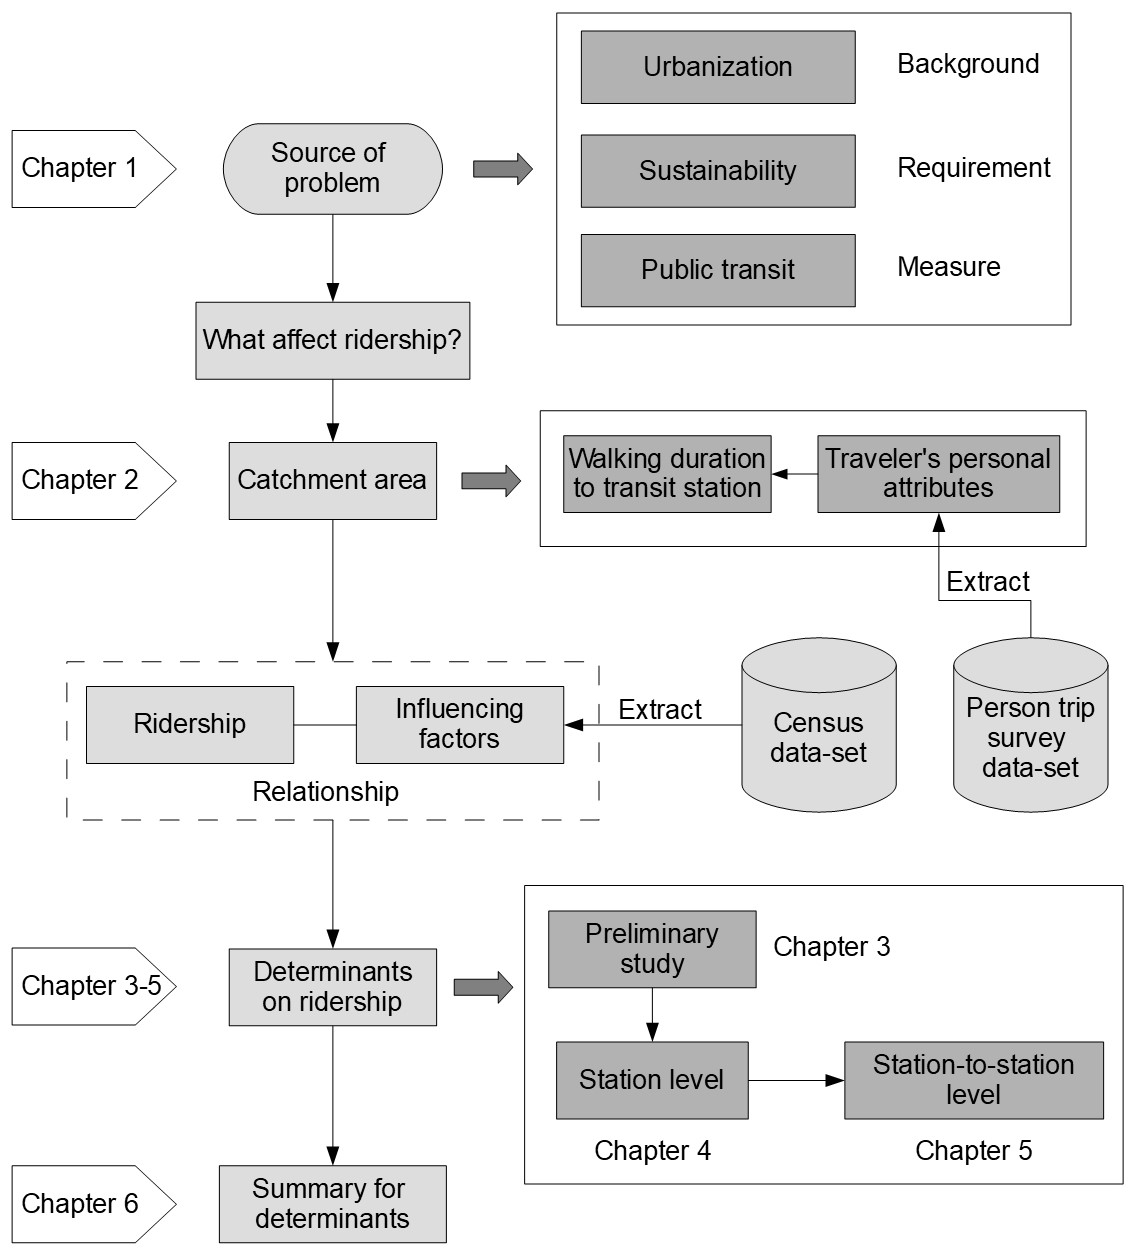 Chapter 1
Source of
problem
Urbanization
Background
Sustainability
Requirement
Public transit
Measure
What affect ridership?
Chapter 2
Catchment area
Walking duration
to transit station
Traveler's personal
attributes
Extract
Ridership
Influencing
factors
Relationship
Extract
Census
data-set
Person trip
survey
data-set
Chapter 3-5
Determinants
on ridership
Preliminary
study
Chapter 3
Station level
Station-to-station
level
Chapter 4
Chapter 5
Chapter 6
Summary for
determinants